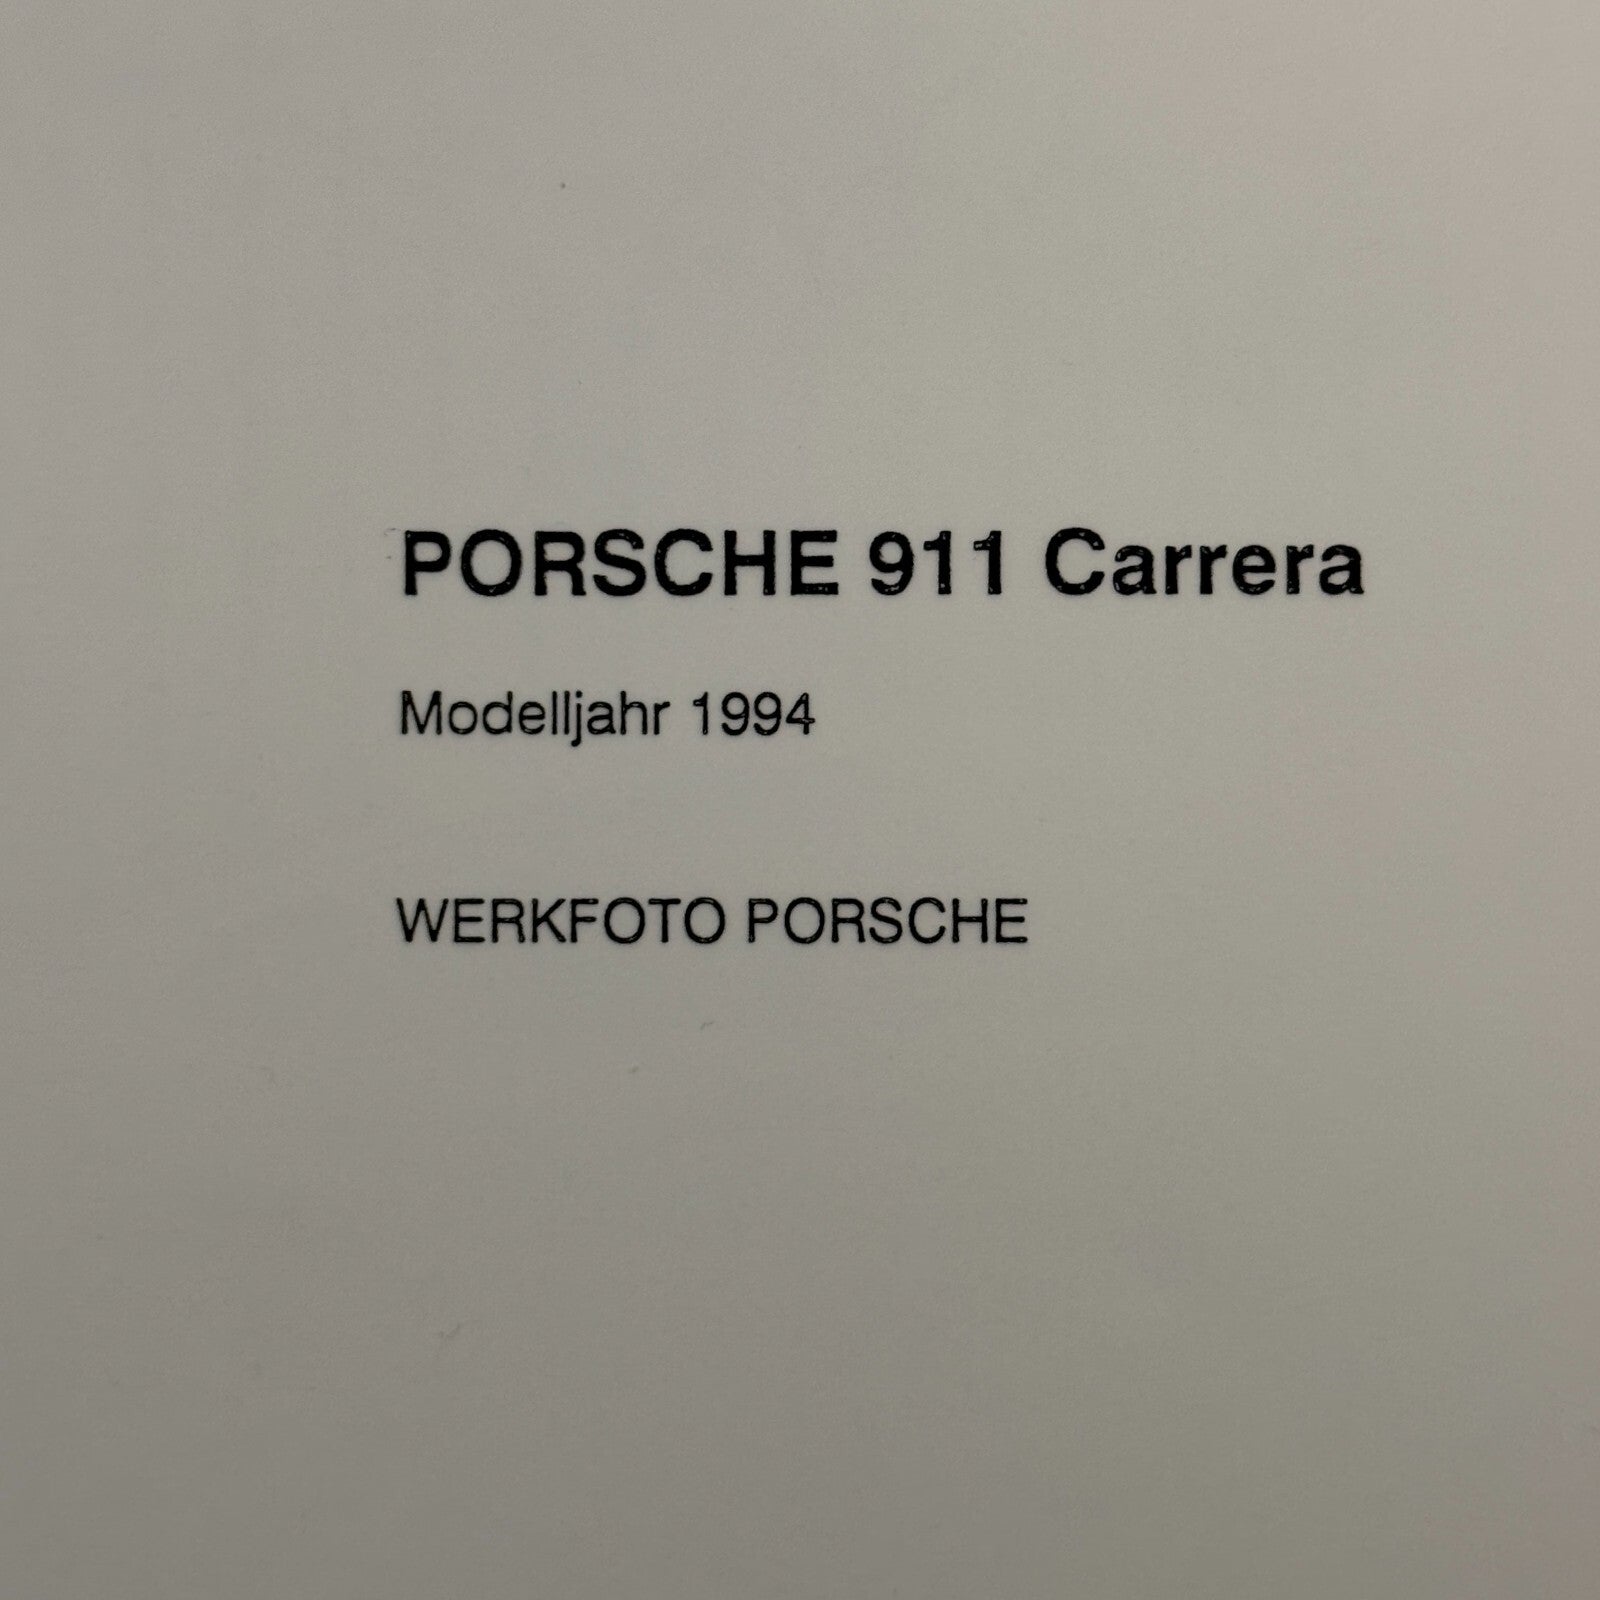 PORSCHE 911 Carrera
Modelljahr 1994
WERKFOTO PORSCHE